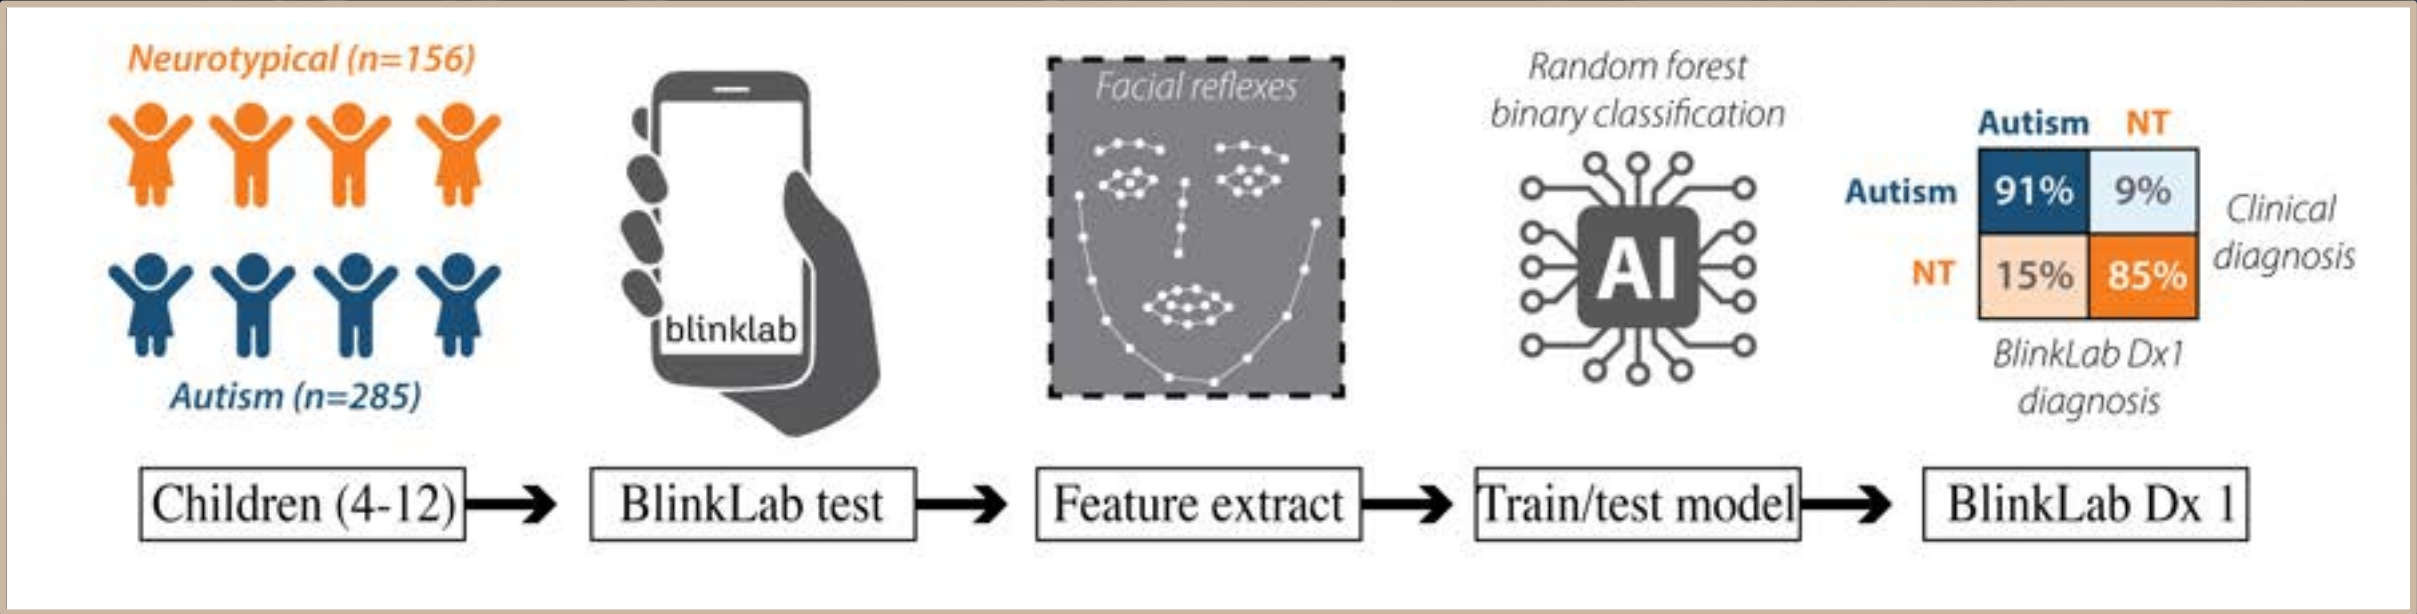 Neurotypical (n=156)
Autism (n=285)
blinklab
Facial reflexes
Random forest
binary classification
AI
Autism NT
Autism 91% 9%
NT 15% 85%
Clinical
diagnosis
BlinkLab Dx1
diagnosis
Children (4-12)
BlinkLab test
Feature extract
Train/test model
BlinkLab Dx 1